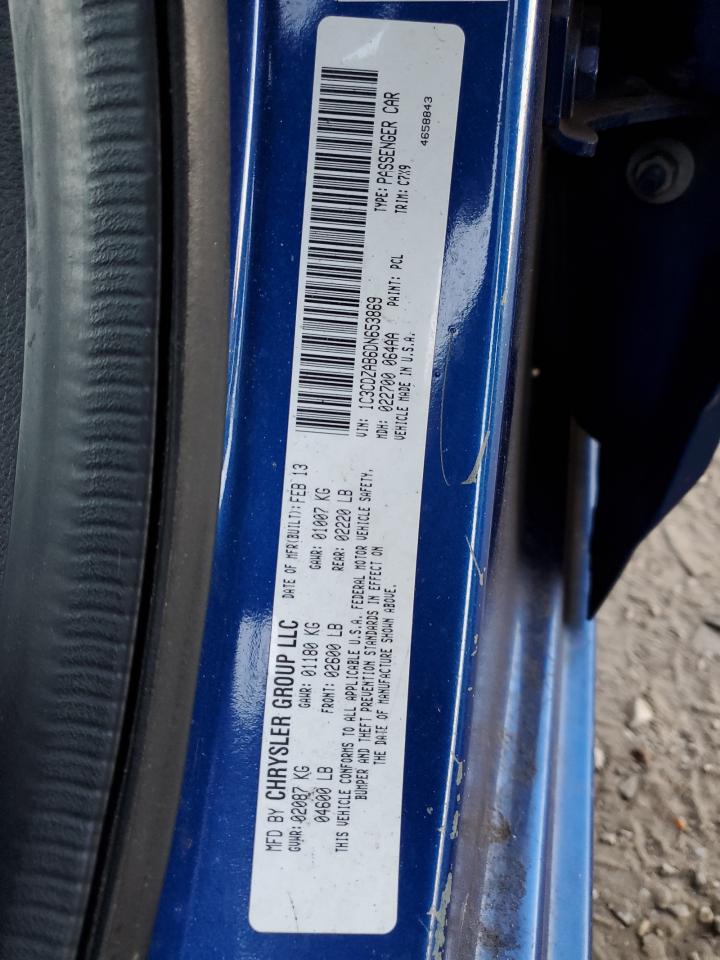 MFD BY CHRYSLER GROUP LLC DATE OF MFR(BUILT): FEB 13
GVWR: 02087 KG GAWR: 01180 KG GAWR: 01007 KG
04600 LB FRONT: 02600 LB REAR: 02220 LB
THIS VEHICLE CONFORMS TO ALL APPLICABLE U.S.A. FEDERAL MOTOR VEHICLE SAFETY,
BUMPER AND THEFT PREVENTION STANDARDS IN EFFECT ON
THE DATE OF MANUFACTURE SHOWN ABOVE.
VIN: 1C3CDZAB6DN653869 TYPE: PASSENGER CAR
MDH: 022700 064AA PAINT: PCL TRIM: C7X9
VEHICLE MADE IN U.S.A. 4658843